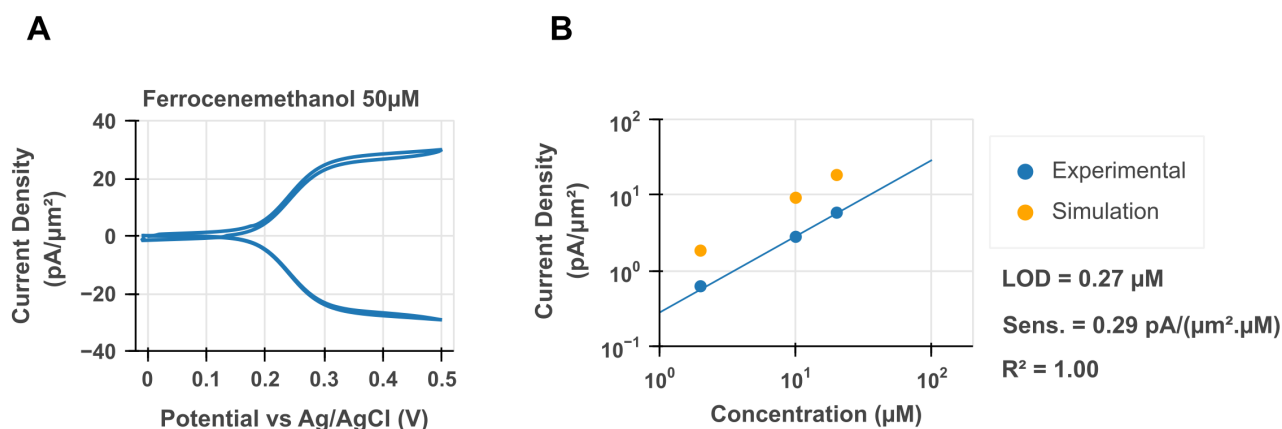 A
Ferrocenemethanol 50µM
Current Density
(pA/µm²)
40
20
0
−20
−40
0
0.1
0.2
0.3
0.4
0.5
Potential vs Ag/AgCl (V)
B
Current Density
(pA/µm²)
10²
10¹
10⁰
10⁻¹
10⁰
10¹
10²
Concentration (µM)
Experimental
Simulation
LOD = 0.27 µM
Sens. = 0.29 pA/(µm².µM)
R² = 1.00